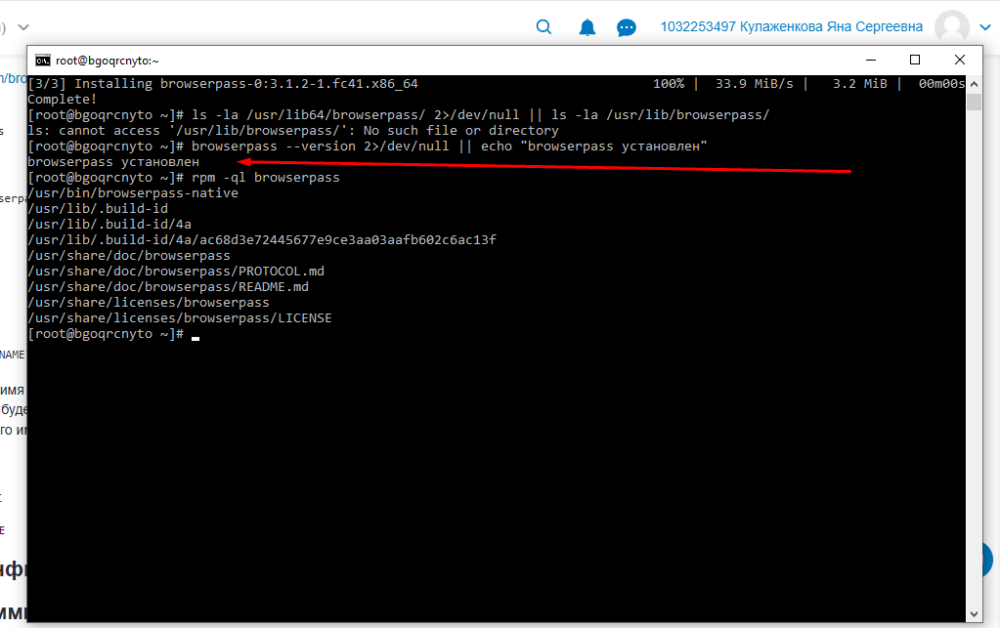 1032253497 Кулаженкова Яна Сергеевна
root@bgoqrcnyto:~
[3/3] Installing browserpass-0:3.1.2-1.fc41.x86_64 100% | 33.9 MiB/s | 3.2 MiB | 00m00s
Complete!
[root@bgoqrcnyto ~]# ls -la /usr/lib64/browserpass/ 2>/dev/null || ls -la /usr/lib/browserpass/
ls: cannot access '/usr/lib/browserpass/': No such file or directory
[root@bgoqrcnyto ~]# browserpass --version 2>/dev/null || echo "browserpass установлен"
browserpass установлен
[root@bgoqrcnyto ~]# rpm -ql browserpass
/usr/bin/browserpass-native
/usr/lib/.build-id
/usr/lib/.build-id/4a
/usr/lib/.build-id/4a/ac68d3e72445677e9ce3aa03aafb602c6ac13f
/usr/share/doc/browserpass
/usr/share/doc/browserpass/PROTOCOL.md
/usr/share/doc/browserpass/README.md
/usr/share/licenses/browserpass
/usr/share/licenses/browserpass/LICENSE
[root@bgoqrcnyto ~]#
NAME
имя